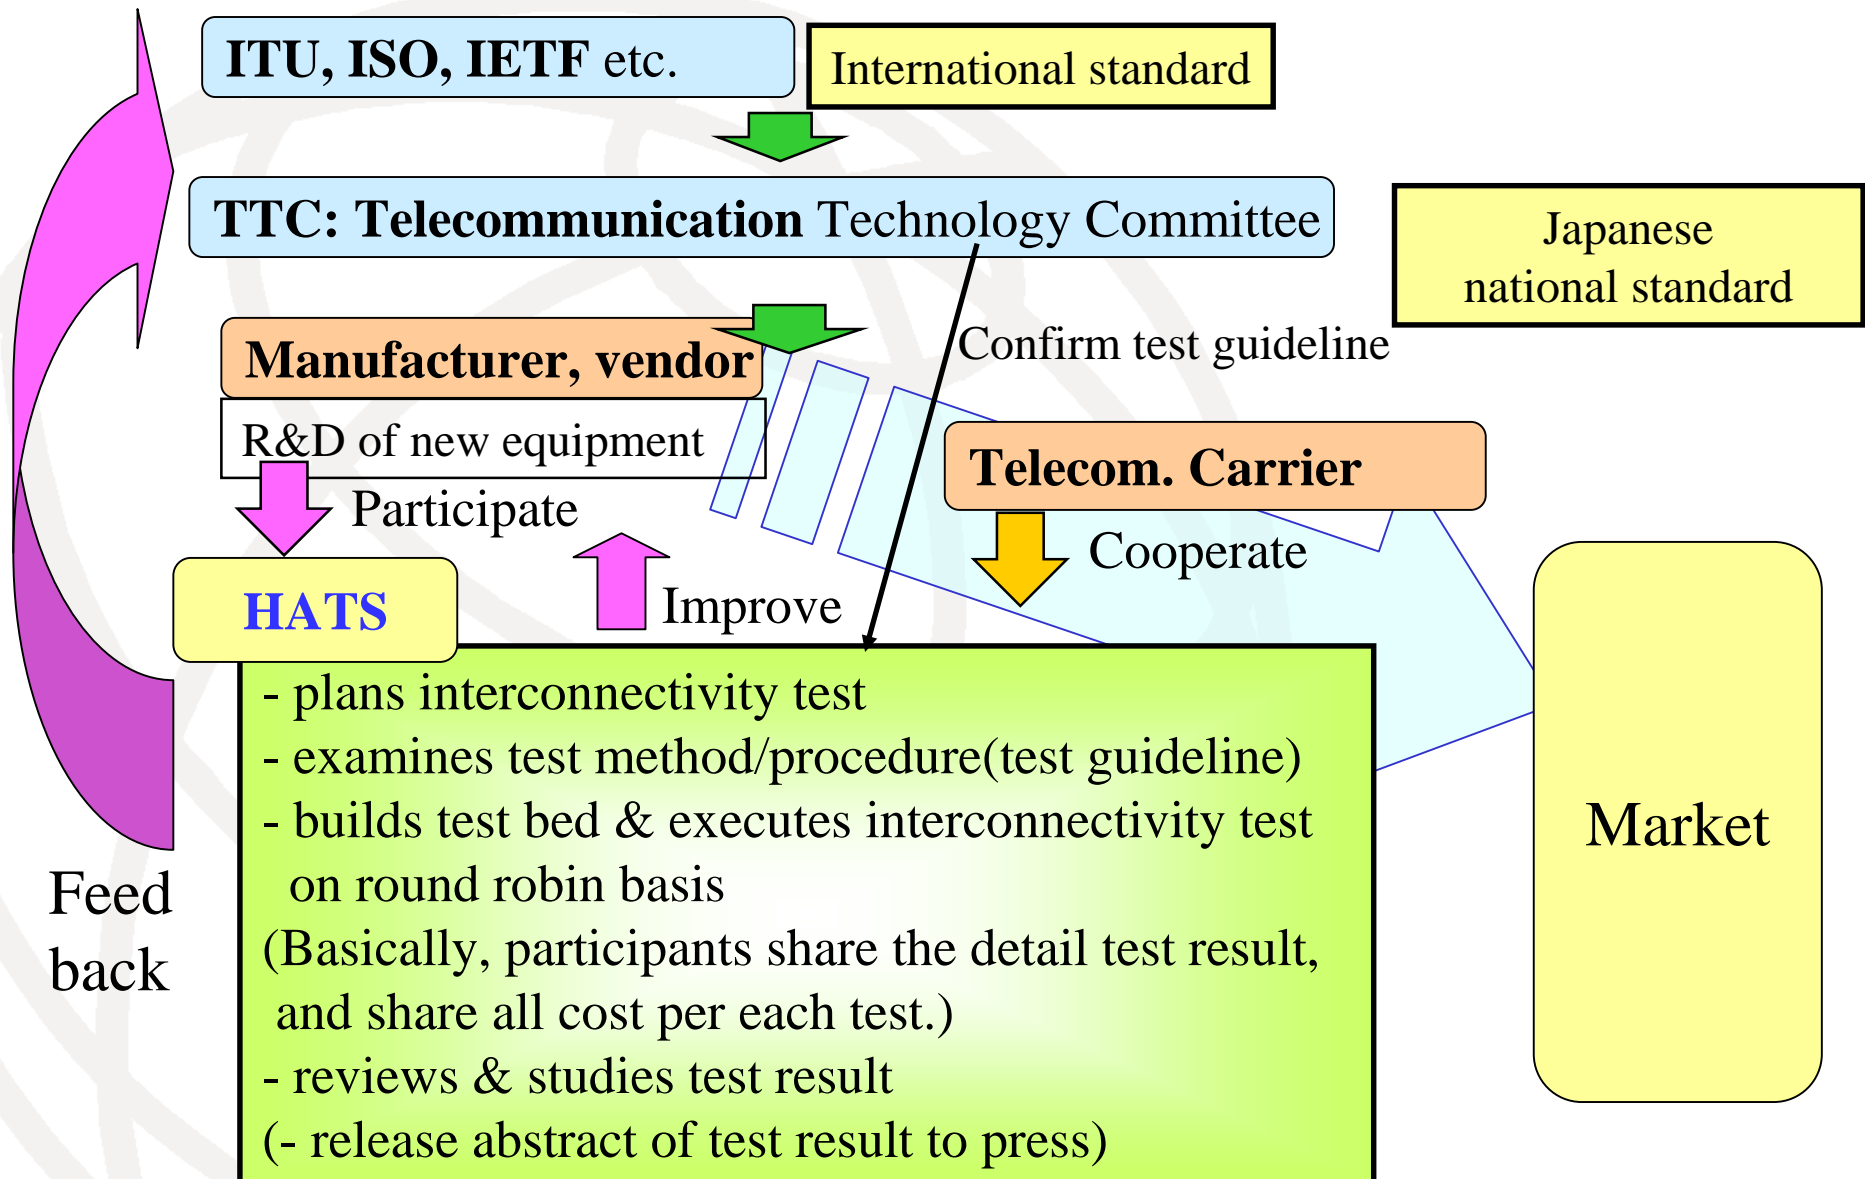 ITU, ISO, IETF etc.
International standard
TTC: Telecommunication Technology Committee
Japanese
national standard
Confirm test guideline
Manufacturer, vendor
R&D of new equipment
Telecom. Carrier
Participate
Cooperate
Improve
HATS
- plans interconnectivity test
- examines test method/procedure(test guideline)
- builds test bed & executes interconnectivity test
on round robin basis
(Basically, participants share the detail test result,
and share all cost per each test.)
- reviews & studies test result
(- release abstract of test result to press)
Market
Feed
back